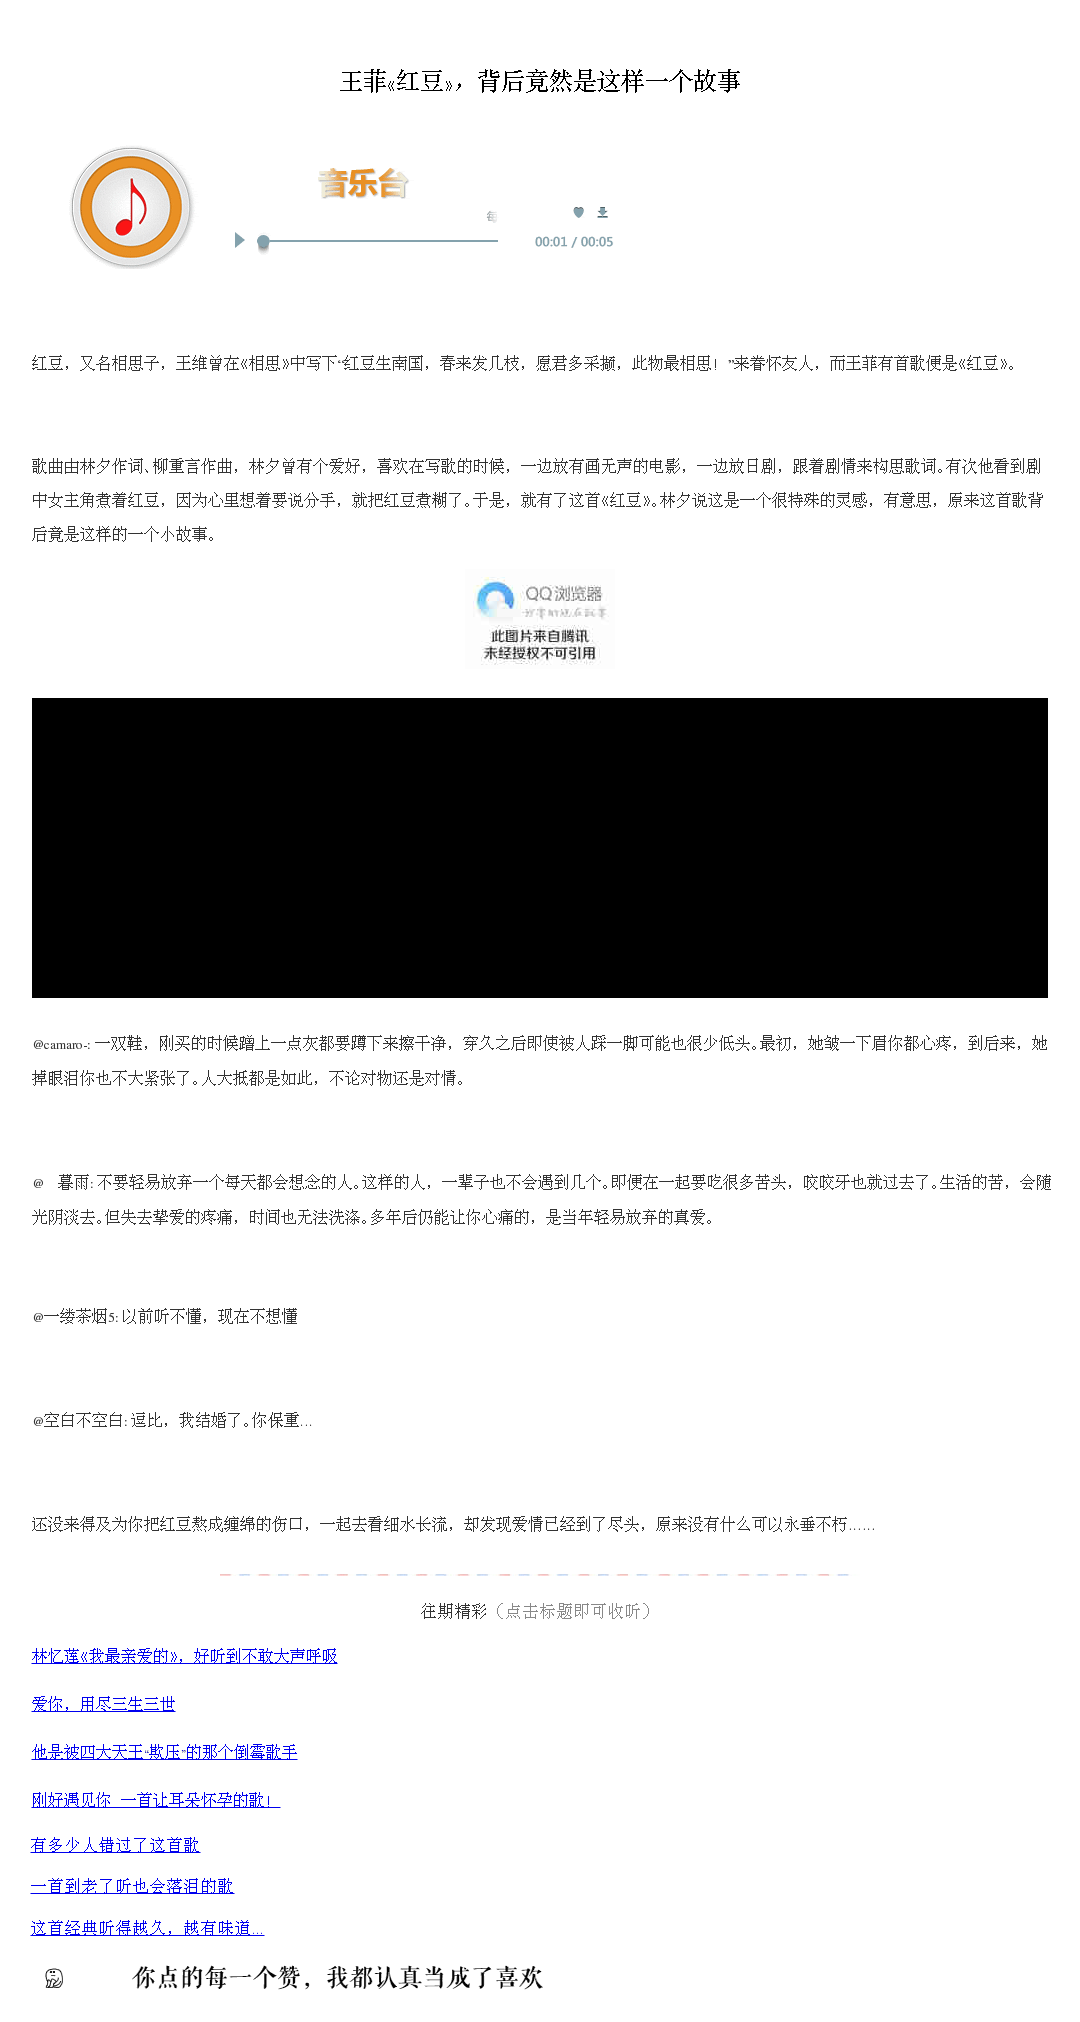 王菲《红豆》，背后竟然是这样一个故事
音乐台
00:01 / 00:05
红豆，又名相思子，王维曾在《相思》中写下“红豆生南国，春来发几枝，愿君多采撷，此物最相思！”来眷怀友人，而王菲有首歌便是《红豆》。
歌曲由林夕作词、柳重言作曲，林夕曾有个爱好，喜欢在写歌的时候，一边放有画无声的电影，一边放日剧，跟着剧情来构思歌词。有次他看到剧
中女主角煮着红豆，因为心里想着要说分手，就把红豆煮糊了。于是，就有了这首《红豆》。林夕说这是一个很特殊的灵感，有意思，原来这首歌背
后竟是这样的一个小故事。
QQ浏览器
此图片来自腾讯
未经授权不可引用
@camaro-: 一双鞋，刚买的时候蹭上一点灰都要蹲下来擦干净，穿久之后即使被人踩一脚可能也很少低头。最初，她皱一下眉你都心疼，到后来，她
掉眼泪你也不大紧张了。人大抵都是如此，不论对物还是对情。
@　暮雨: 不要轻易放弃一个每天都会想念的人。这样的人，一辈子也不会遇到几个。即便在一起要吃很多苦头，咬咬牙也就过去了。生活的苦，会随
光阴淡去。但失去挚爱的疼痛，时间也无法洗涤。多年后仍能让你心痛的，是当年轻易放弃的真爱。
@一缕茶烟5: 以前听不懂，现在不想懂
@空白不空白: 逗比，我结婚了。你保重…
还没来得及为你把红豆熬成缠绵的伤口，一起去看细水长流，却发现爱情已经到了尽头，原来没有什么可以永垂不朽……
往期精彩（点击标题即可收听）
林忆莲《我最亲爱的》，好听到不敢大声呼吸
爱你，用尽三生三世
他是被四大天王“欺压”的那个倒霉歌手
刚好遇见你 一首让耳朵怀孕的歌！
有多少人错过了这首歌
一首到老了听也会落泪的歌
这首经典听得越久，越有味道…
你点的每一个赞，我都认真当成了喜欢